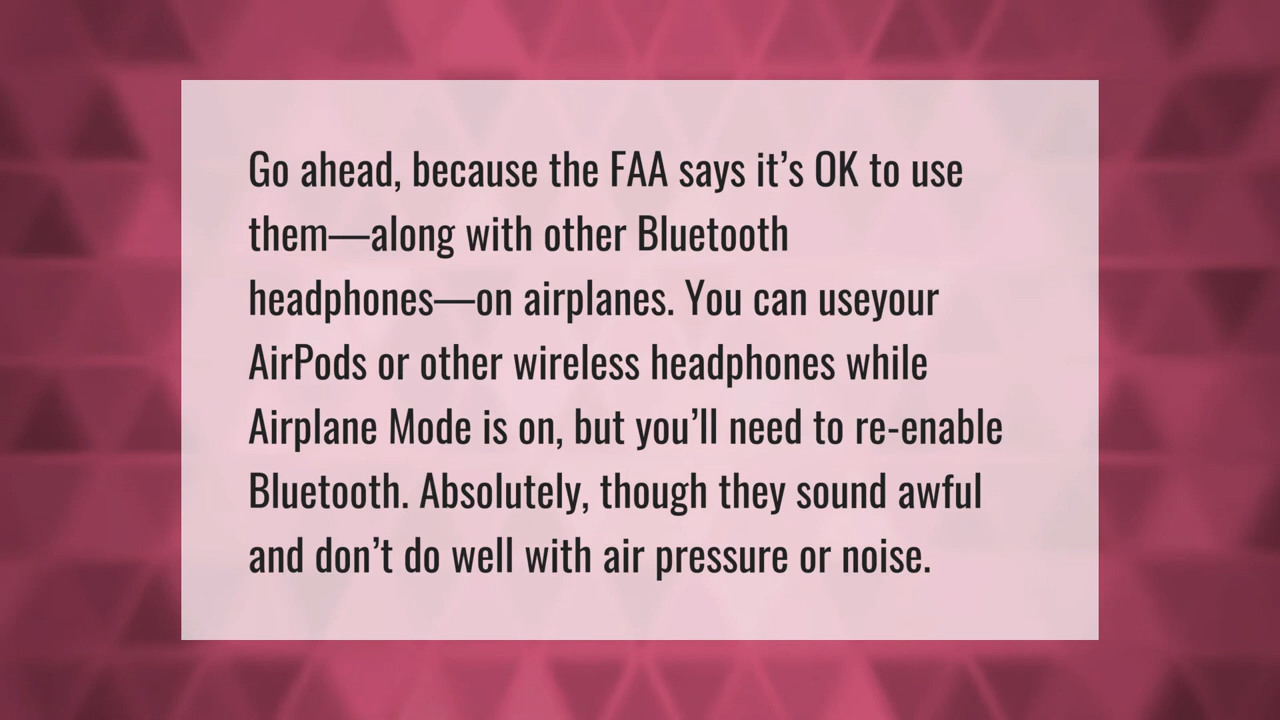 Go ahead, because the FAA says it’s OK to use
them—along with other Bluetooth
headphones—on airplanes. You can useyour
AirPods or other wireless headphones while
Airplane Mode is on, but you’ll need to re-enable
Bluetooth. Absolutely, though they sound awful
and don’t do well with air pressure or noise.